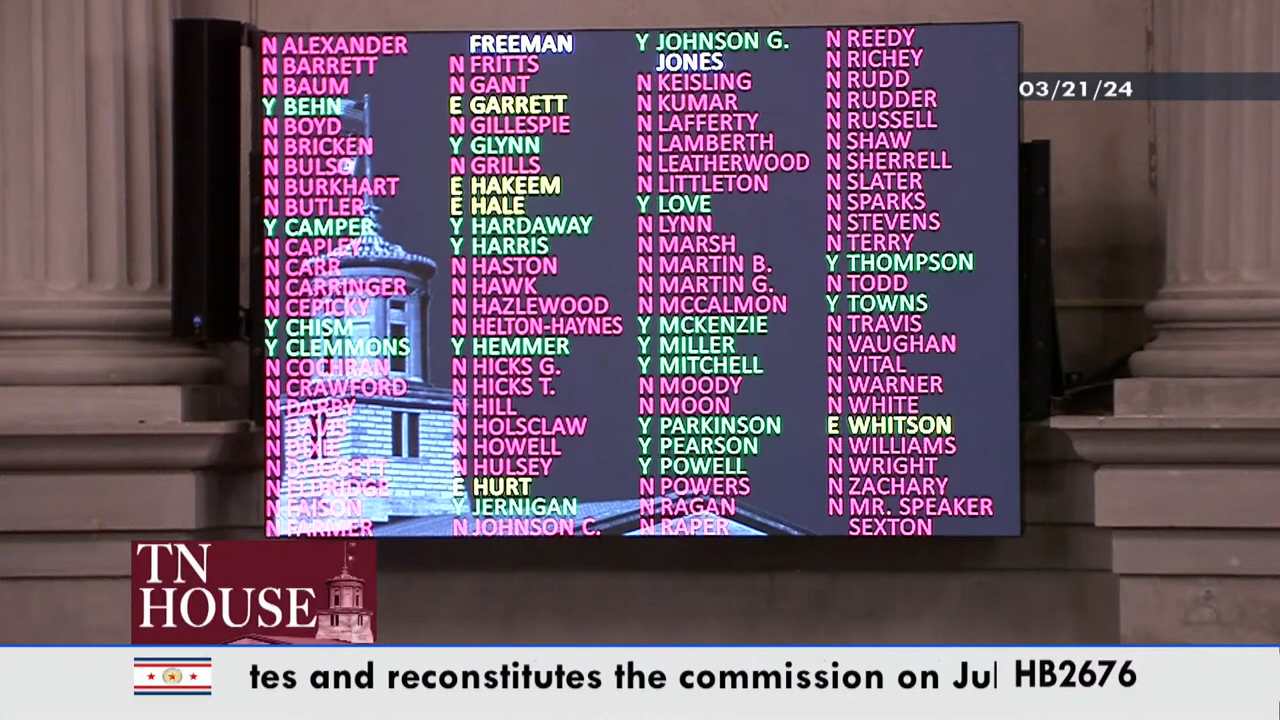 N ALEXANDER
N BARRETT
N BAUM
Y BEHN
N BOYD
N BRICKEN
N BULSO
N BURKHART
N BUTLER
Y CAMPER
N CAPLEY
N CARR
N CARRINGER
N CEPICKY
Y CHISM
Y CLEMMONS
N COCHRAN
N CRAWFORD
N DARBY
N DAVIS
N DIXIE
N DOGGETT
N ELDRIDGE
N FAISON
N FARMER
FREEMAN
N FRITTS
N GANT
E GARRETT
N GILLESPIE
Y GLYNN
N GRILLS
E HAKEEM
E HALE
Y HARDAWAY
Y HARRIS
N HASTON
N HAWK
N HAZLEWOOD
N HELTON-HAYNES
Y HEMMER
N HICKS G.
N HICKS T.
N HILL
N HOLSCLAW
N HOWELL
N HULSEY
E HURT
Y JERNIGAN
N JOHNSON C.
Y JOHNSON G.
JONES
N KEISLING
N KUMAR
N LAFFERTY
N LAMBERTH
N LEATHERWOOD
N LITTLETON
Y LOVE
N LYNN
N MARSH
N MARTIN B.
N MARTIN G.
N MCCALMON
Y MCKENZIE
Y MILLER
Y MITCHELL
N MOODY
N MOON
Y PARKINSON
Y PEARSON
Y POWELL
N POWERS
N RAGAN
N RAPER
N REEDY
N RICHEY
N RUDD
N RUDDER
N RUSSELL
N SHAW
N SHERRELL
N SLATER
N SPARKS
N STEVENS
N TERRY
Y THOMPSON
N TODD
Y TOWNS
N TRAVIS
N VAUGHAN
N VITAL
N WARNER
N WHITE
E WHITSON
N WILLIAMS
N WRIGHT
N ZACHARY
N MR. SPEAKER
SEXTON
03/21/24
TN
HOUSE
tes and reconstitutes the commission on Jul
HB2676